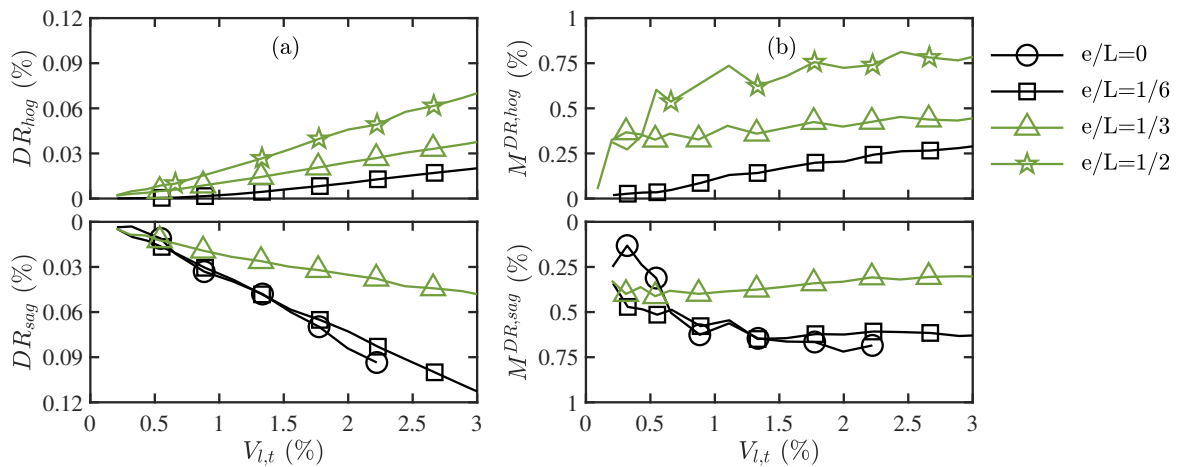 0.12
0.09
0.06
0.03
0
DR_hog (%)
(a)
0
0.03
0.06
0.09
0.12
DR_sag (%)
0 0.5 1 1.5 2 2.5 3
V_l,t (%)
1
0.75
0.5
0.25
0
M^DR,hog (%)
(b)
0
0.25
0.5
0.75
1
M^DR,sag (%)
0 0.5 1 1.5 2 2.5 3
V_l,t (%)
e/L=0
e/L=1/6
e/L=1/3
e/L=1/2